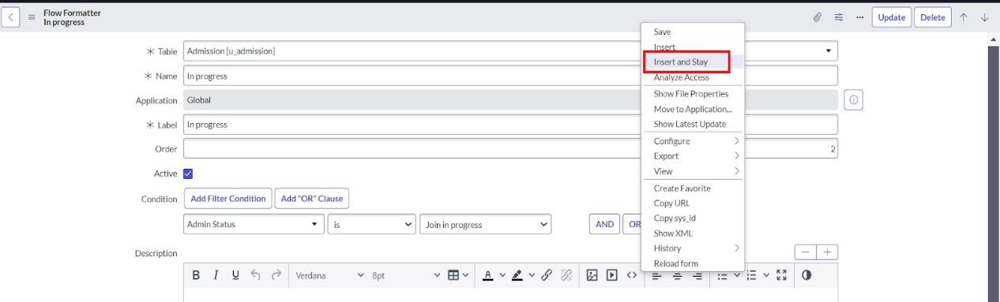 Flow Formatter
In progress
Update
Delete
Table
Admission [u_admission]
Name
In progress
Application
Global
Label
In progress
Order
2
Active
Condition
Add Filter Condition
Add "OR" Clause
Admin Status
is
Join in progress
AND
OR
Description
B I U
Verdana
8pt
A
Save
Insert
Insert and Stay
Analyze Access
Show File Properties
Move to Application...
Show Latest Update
Configure
Export
View
Create Favorite
Copy URL
Copy sys_id
Show XML
History
Reload form